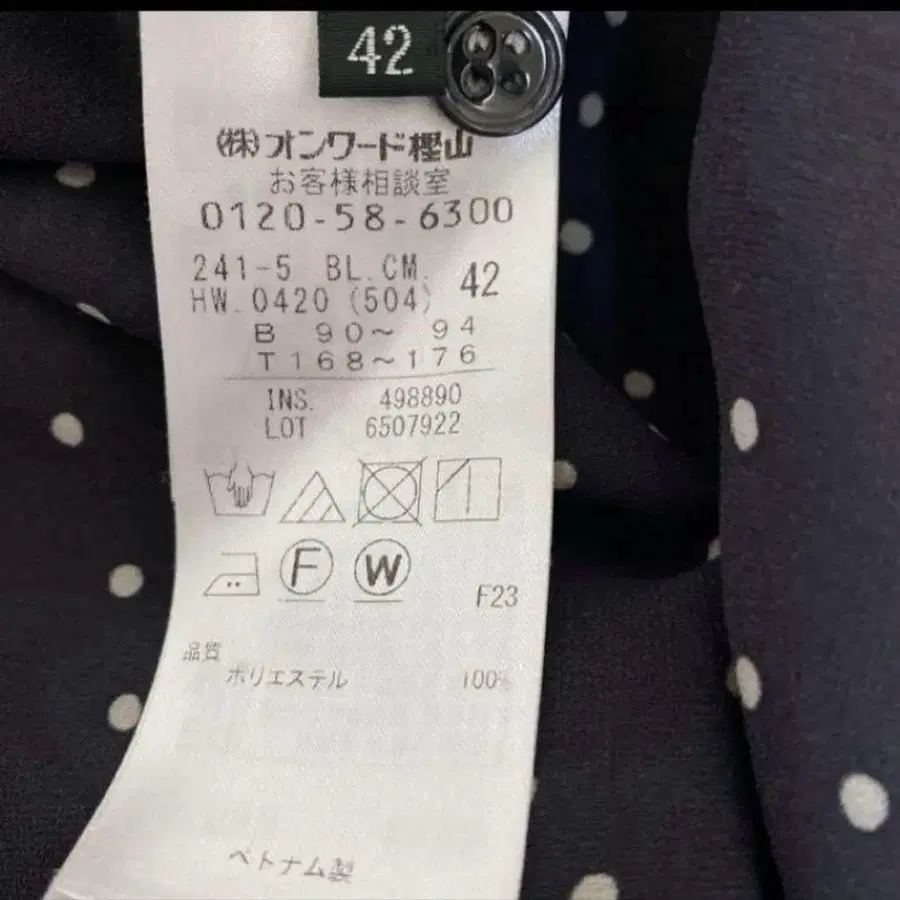 42
(株)オンワード樫山
お客様相談室
0120-58-6300
241-5 BL.CM. 42
HW.0420 (504)
B 90~ 94
T168~176
INS. 498890
LOT 6507922
F W
F23
品質
ポリエステル 100%
ベトナム製